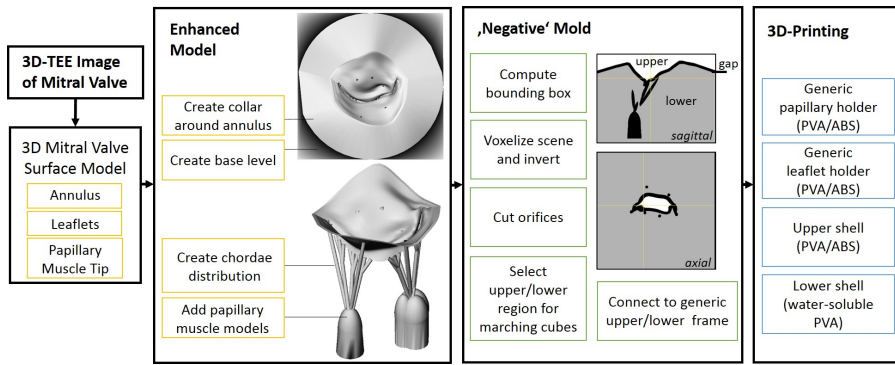 3D-TEE Image
of Mitral Valve
3D Mitral Valve
Surface Model
Annulus
Leaflets
Papillary
Muscle Tip
Enhanced
Model
Create collar
around annulus
Create base level
Create chordae
distribution
Add papillary
muscle models
‚Negative‘ Mold
Compute
bounding box
Voxelize scene
and invert
Cut orifices
Select
upper/lower
region for
marching cubes
upper
gap
lower
sagittal
axial
Connect to generic
upper/lower frame
3D-Printing
Generic
papillary holder
(PVA/ABS)
Generic
leaflet holder
(PVA/ABS)
Upper shell
(PVA/ABS)
Lower shell
(water-soluble
PVA)